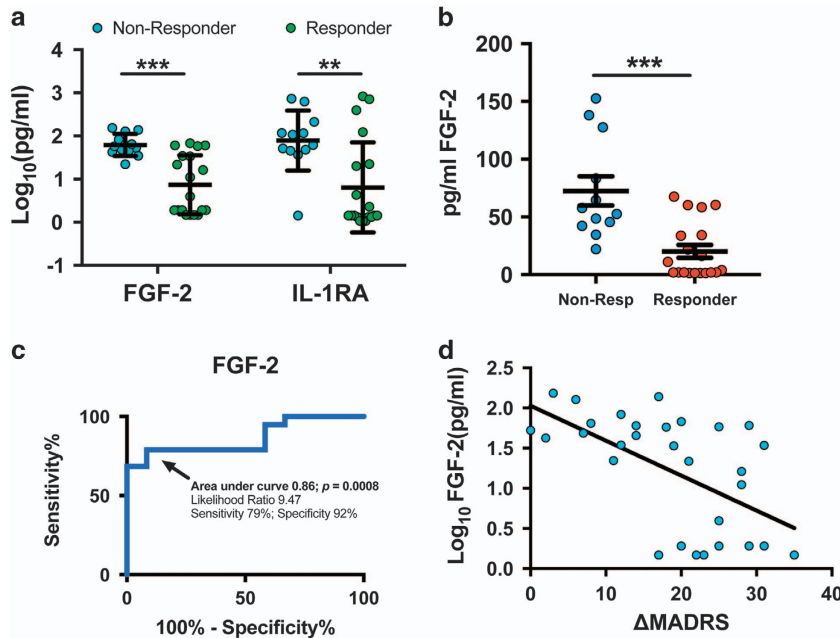 a
Non-Responder Responder
*** **
4
3
2
1
0
-1
Log10(pg/ml)
FGF-2 IL-1RA
b
***
200
150
100
50
0
pg/ml FGF-2
Non-Resp Responder
c
FGF-2
100
50
0
Sensitivity%
Area under curve 0.86; p = 0.0008
Likelihood Ratio 9.47
Sensitivity 79%; Specificity 92%
0 50 100
100% - Specificity%
d
2.5
2.0
1.5
1.0
0.5
0.0
Log10 FGF-2(pg/ml)
0 10 20 30 40
ΔMADRS